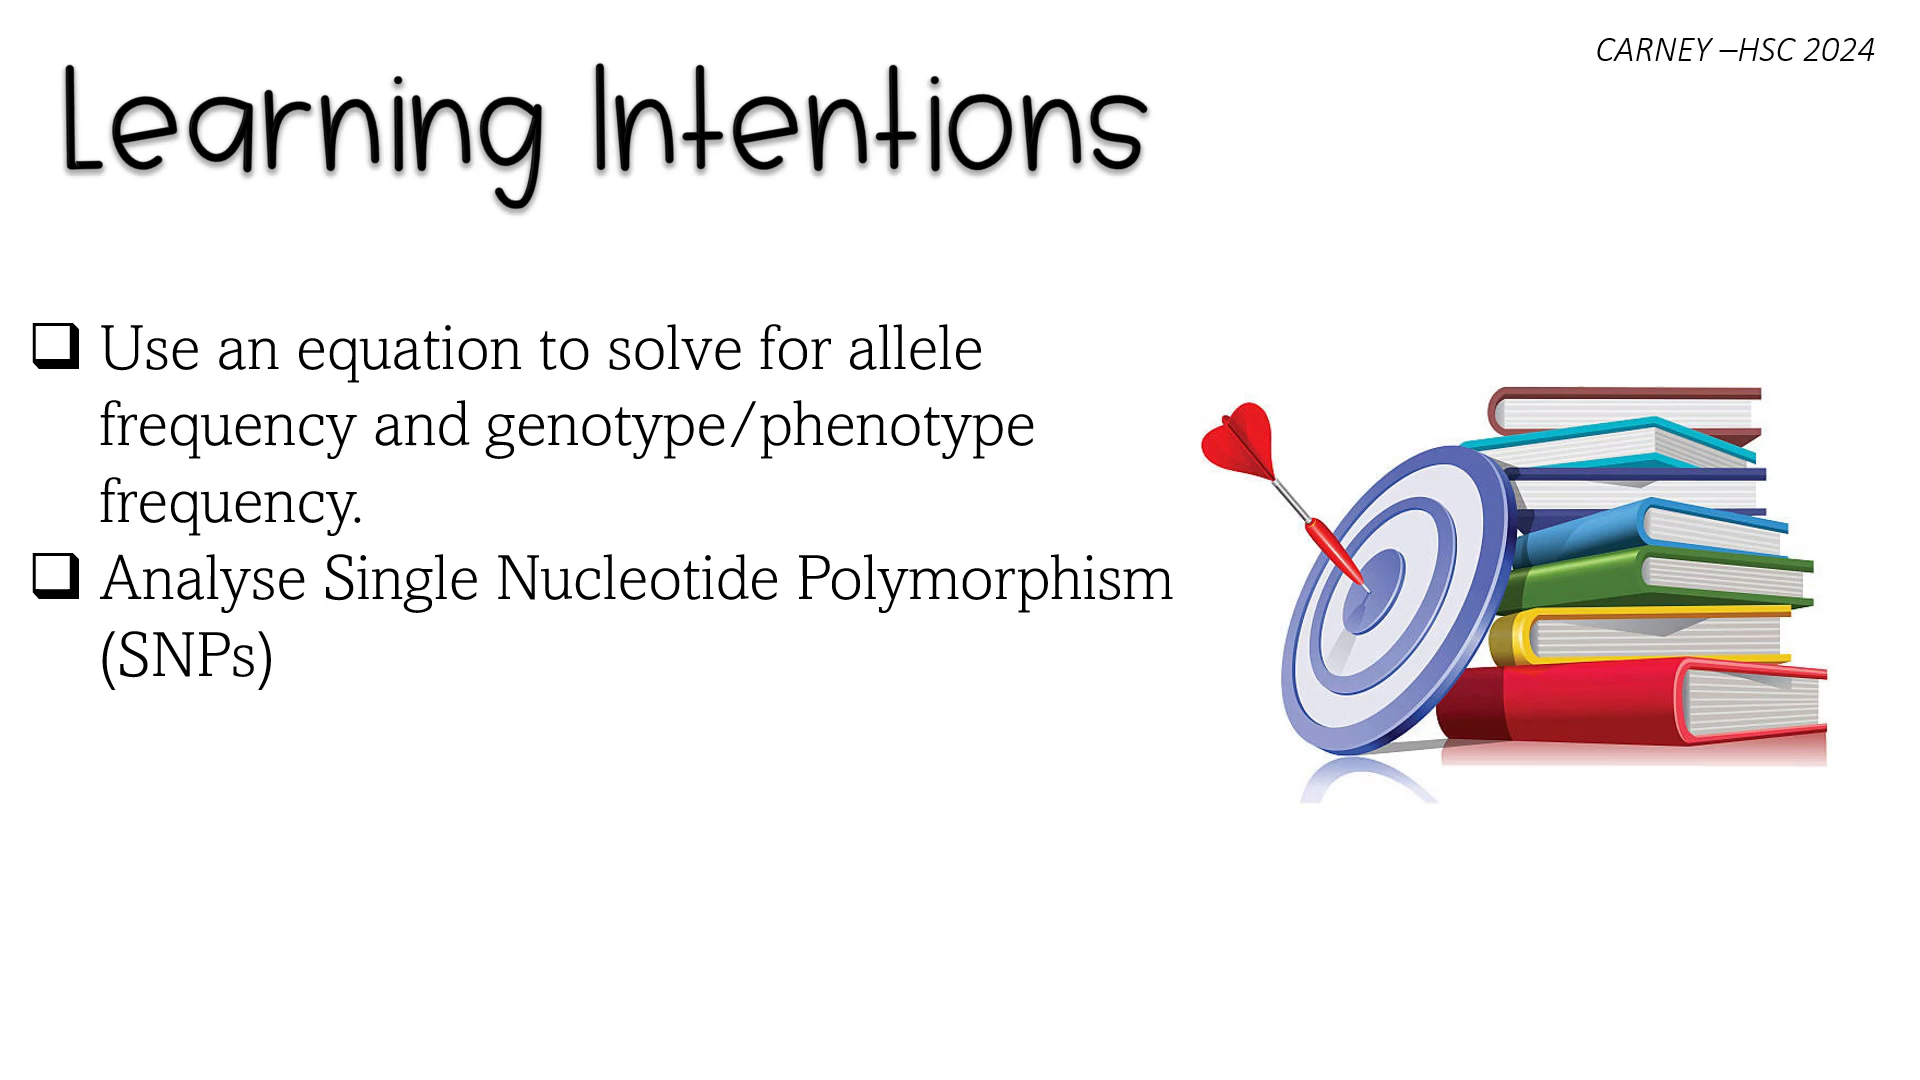 CARNEY –HSC 2024
Learning Intentions
Use an equation to solve for allele
frequency and genotype/phenotype
frequency.
Analyse Single Nucleotide Polymorphism
(SNPs)